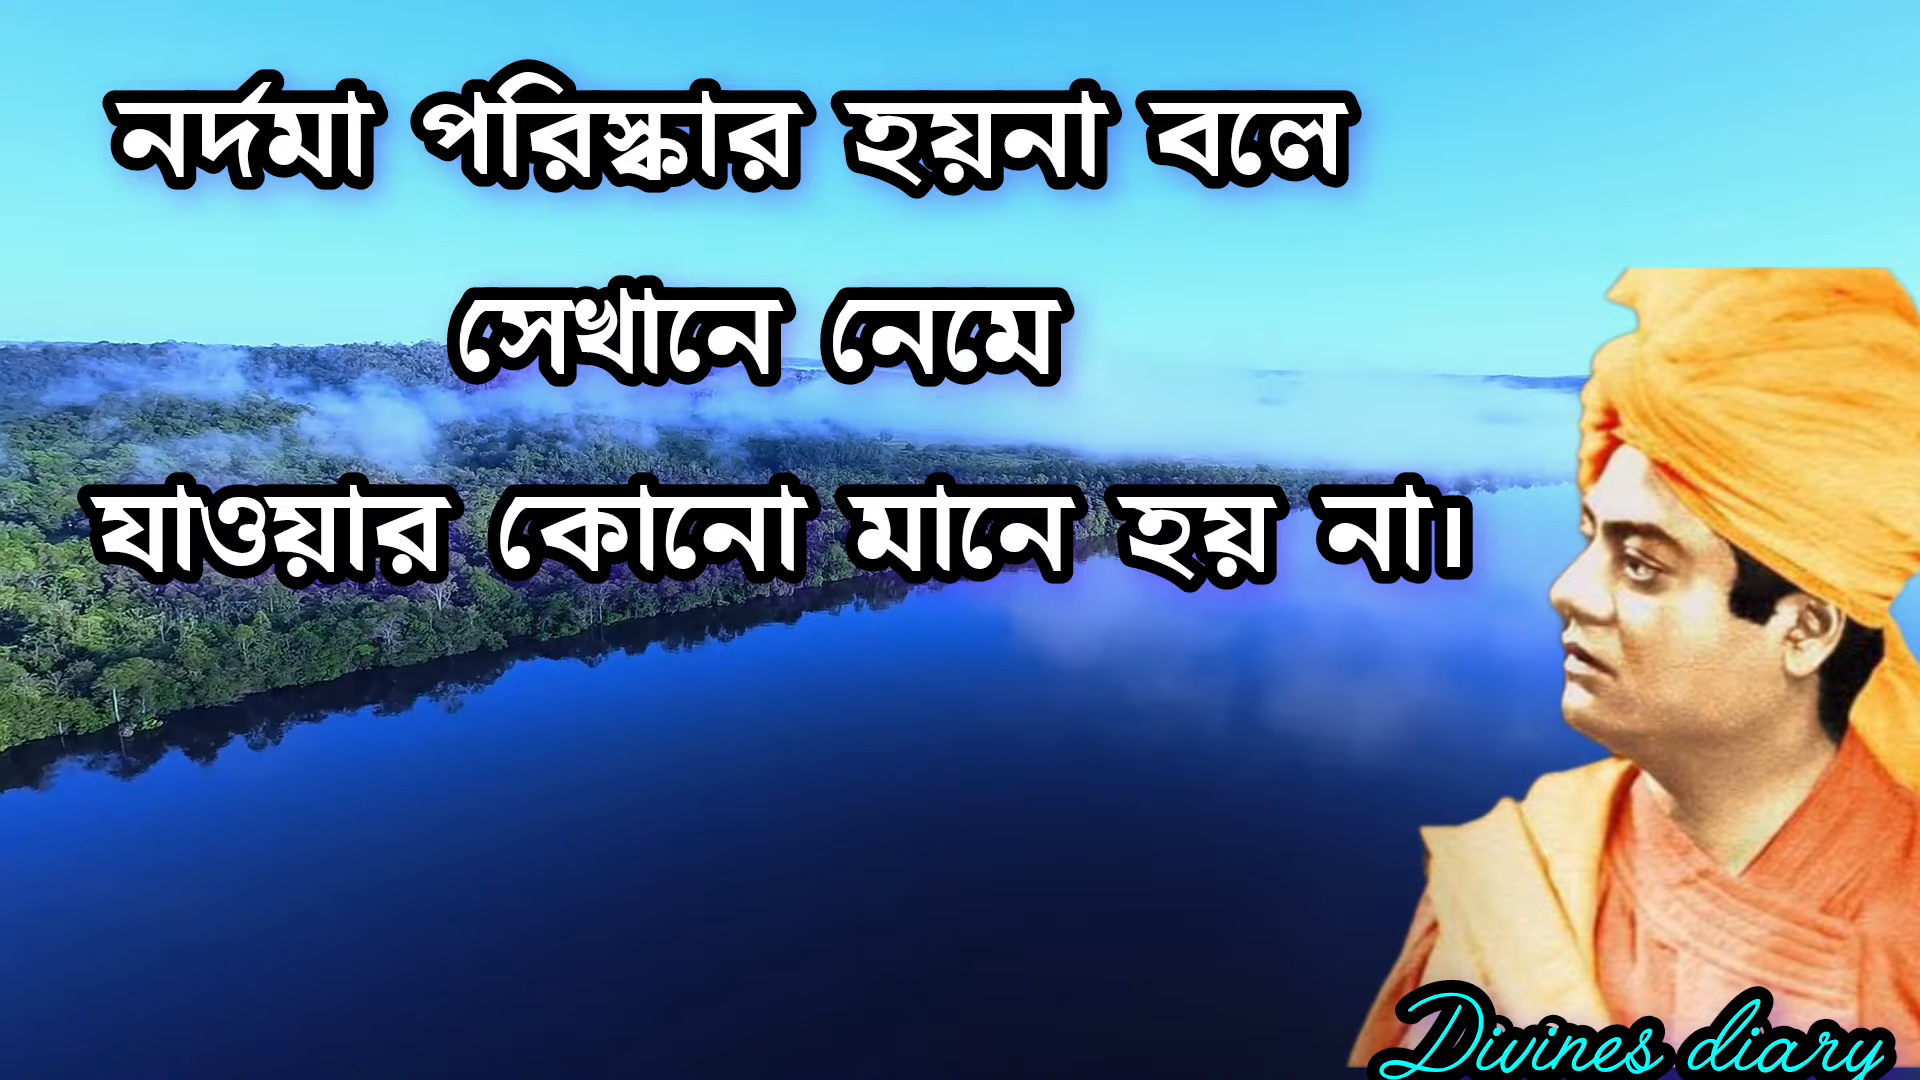 নর্দমা পরিস্কার হয়না বলে
সেখানে নেমে
যাওয়ার কোনো মানে হয় না।
Divines diary